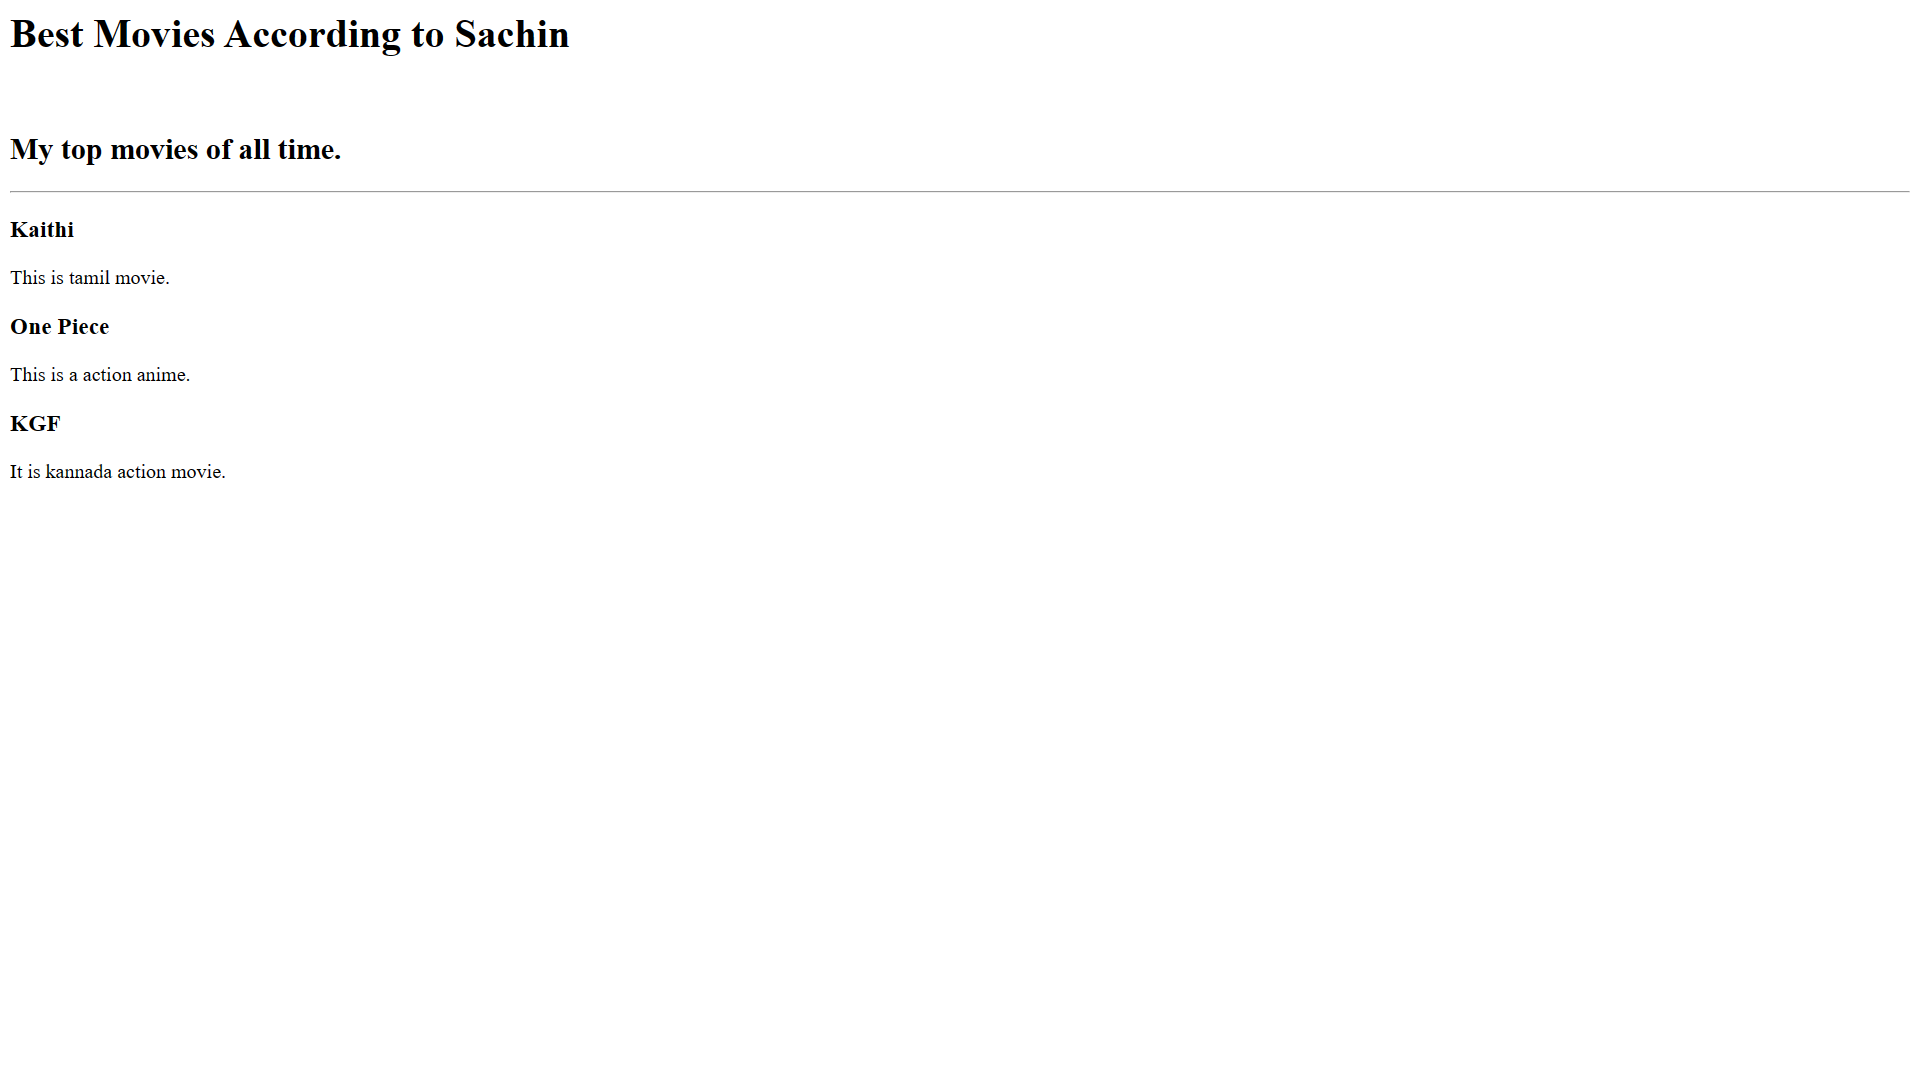 Best Movies According to Sachin
My top movies of all time.
Kaithi
This is tamil movie.
One Piece
This is a action anime.
KGF
It is kannada action movie.